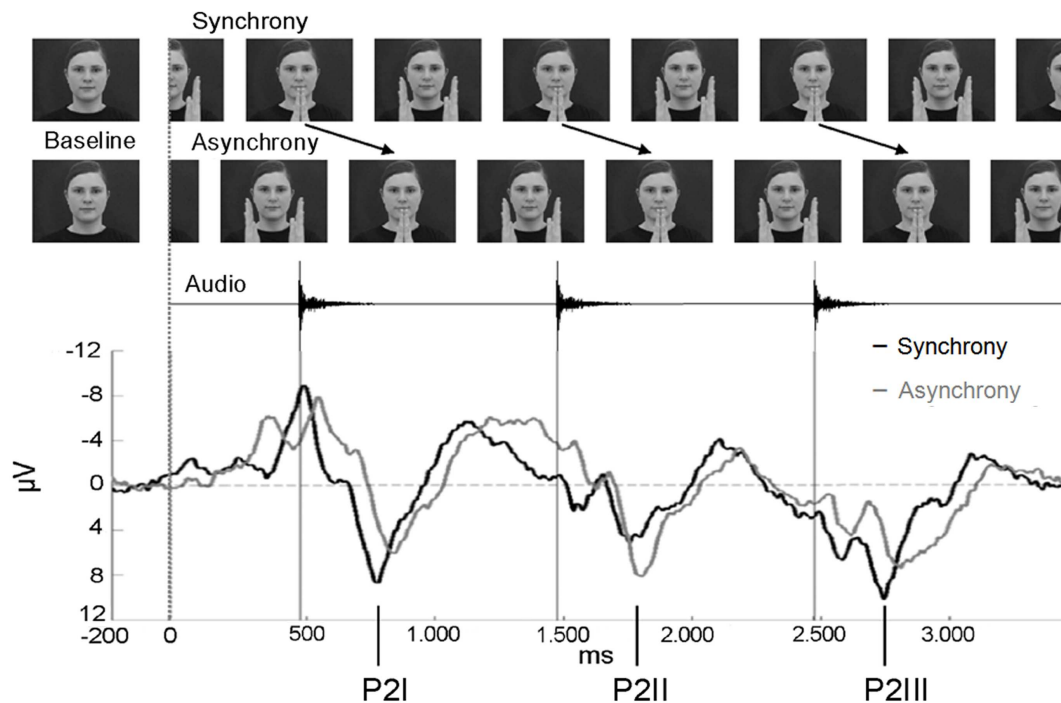 Synchrony
Baseline
Asynchrony
Audio
-12
-8
-4
0
4
8
12
μV
Synchrony
Asynchrony
-200
0
500
1.000
1.500
2.000
2.500
3.000
ms
P2I
P2II
P2III